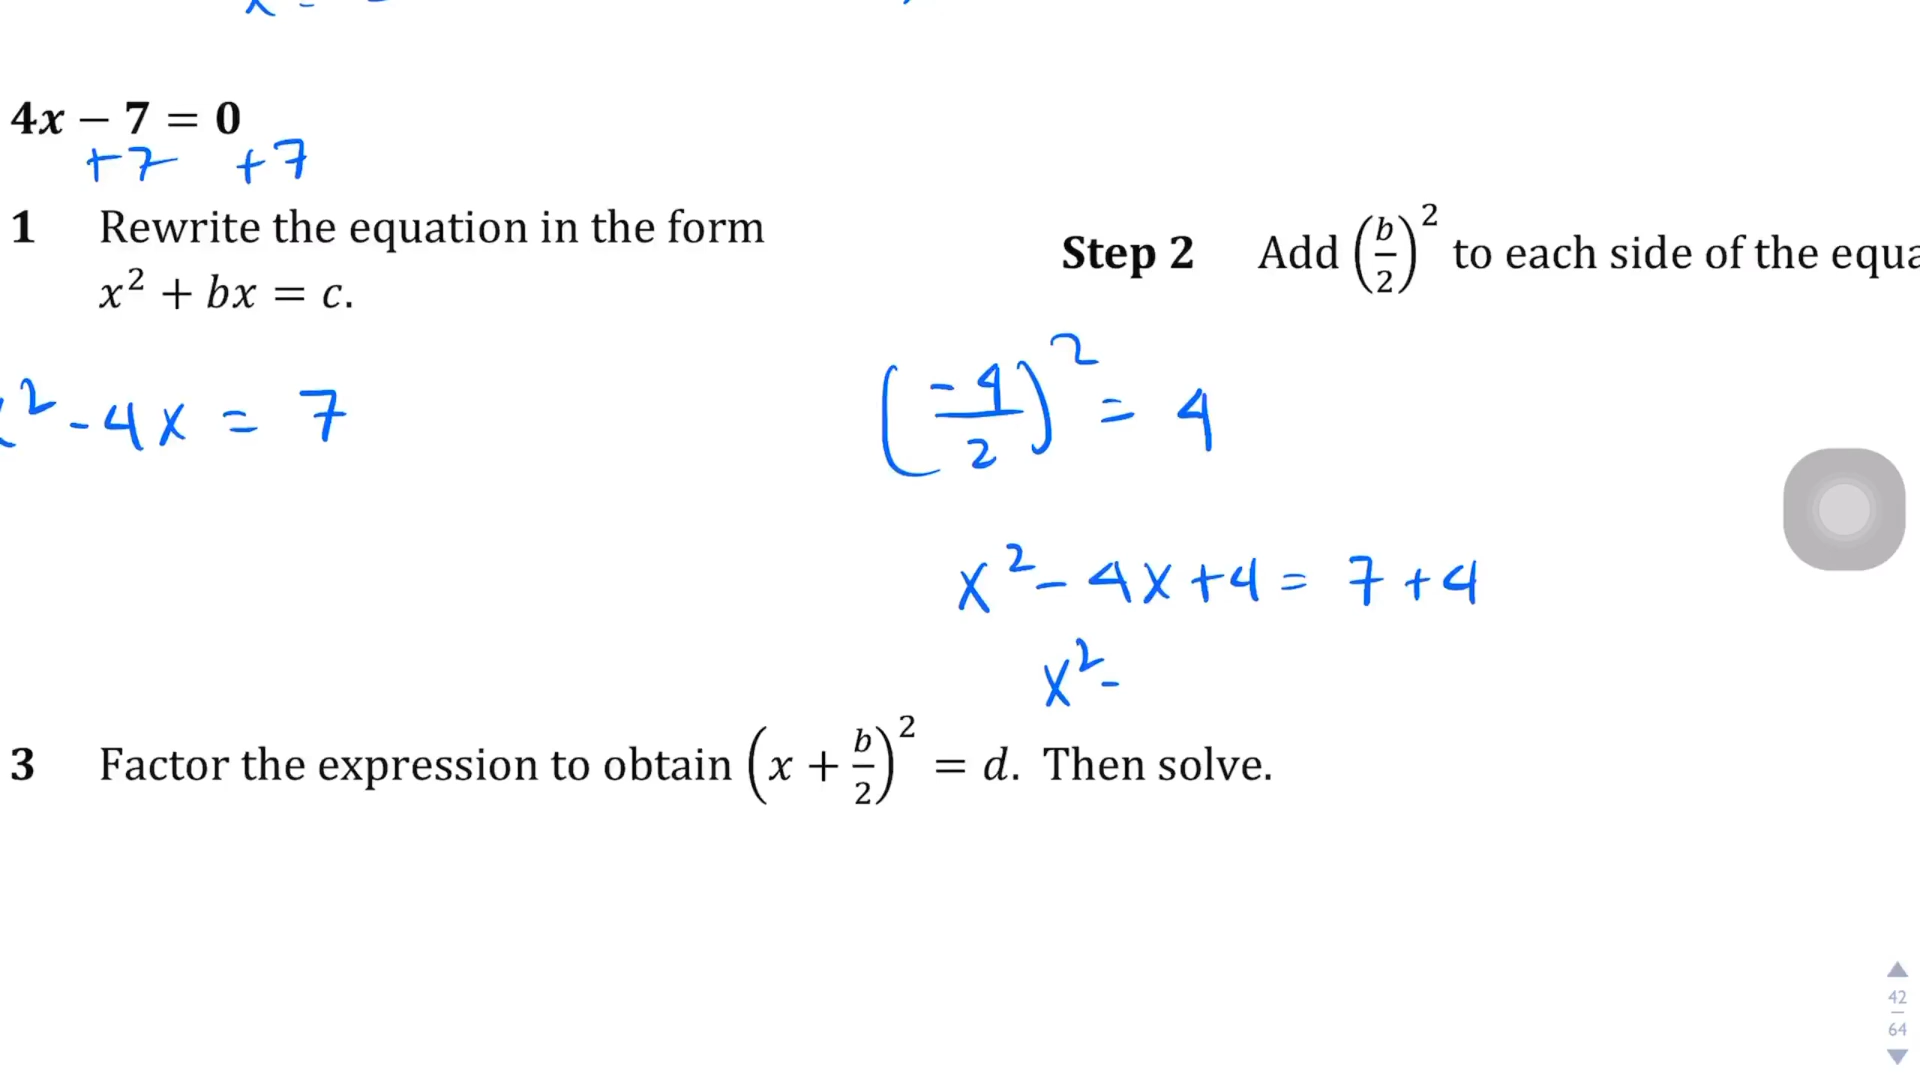 4x − 7 = 0
+7 +7
1 Rewrite the equation in the form
x² + bx = c.
Step 2 Add (b/2)² to each side of the equa
² - 4x = 7
(-4/2)² = 4
x² - 4x + 4 = 7 + 4
x² -
3 Factor the expression to obtain (x + b/2)² = d. Then solve.
42
64